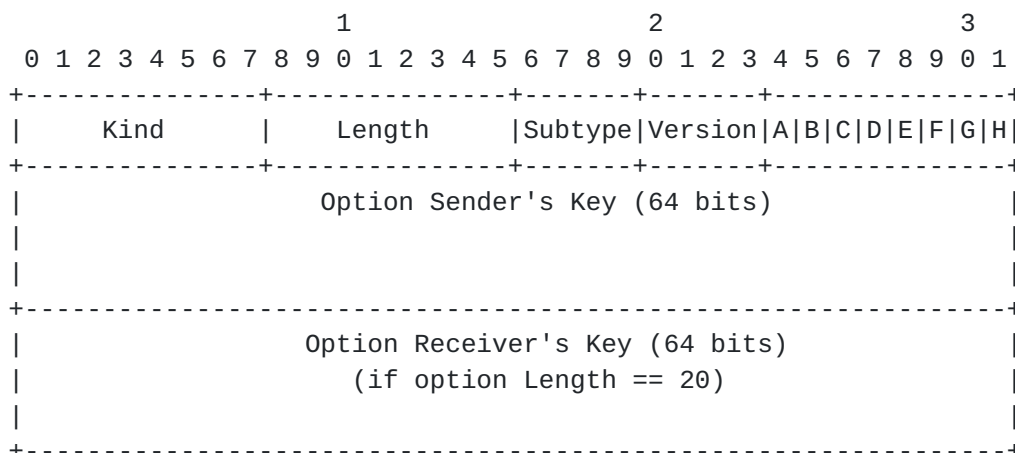 1 2 3
0 1 2 3 4 5 6 7 8 9 0 1 2 3 4 5 6 7 8 9 0 1 2 3 4 5 6 7 8 9 0 1
+---------------+---------------+-------+-------+---------------+
| Kind | Length |Subtype|Version|A|B|C|D|E|F|G|H|
+---------------+---------------+-------+-------+---------------+
| Option Sender's Key (64 bits) |
| |
| |
+---------------------------------------------------------------+
| Option Receiver's Key (64 bits) |
| (if option Length == 20) |
| |
+---------------------------------------------------------------+